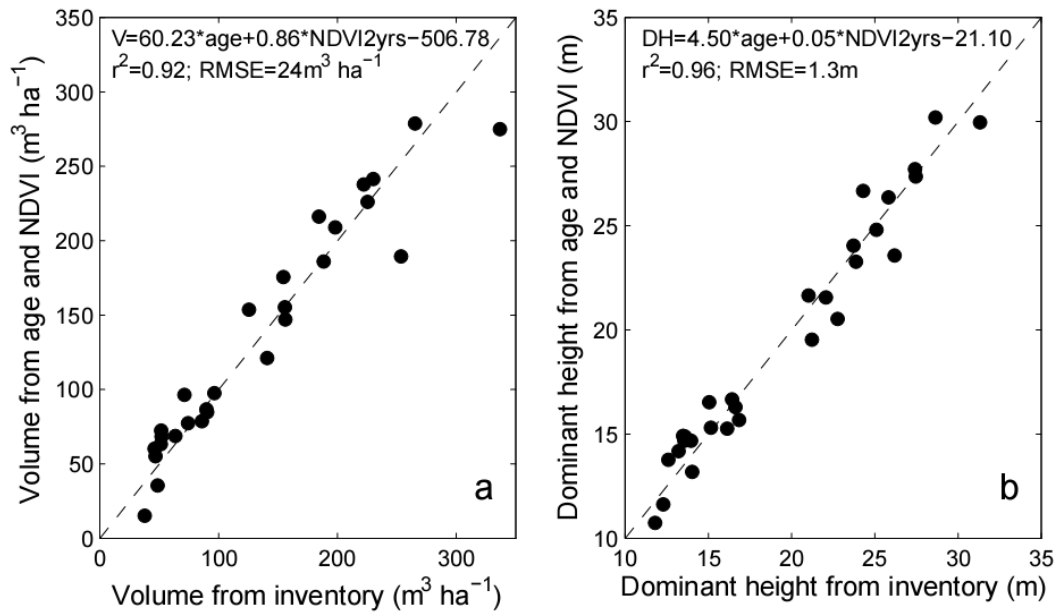 V=60.23*age+0.86*NDVI2yrs−506.78
r²=0.92; RMSE=24m³ ha⁻¹
Volume from age and NDVI (m³ ha⁻¹)
350
300
250
200
150
100
50
0
0 100 200 300
Volume from inventory (m³ ha⁻¹)
a
DH=4.50*age+0.05*NDVI2yrs−21.10
r²=0.96; RMSE=1.3m
Dominant height from age and NDVI (m)
35
30
25
20
15
10
10 15 20 25 30 35
Dominant height from inventory (m)
b